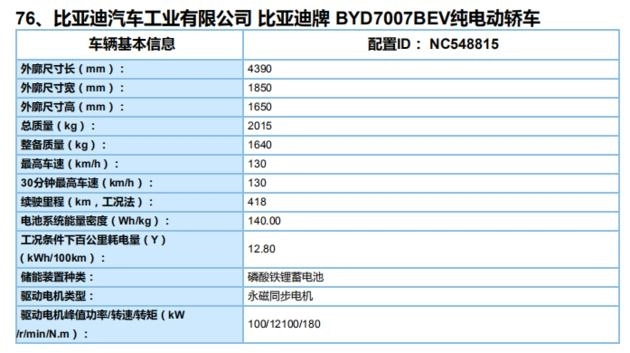 76、比亚迪汽车工业有限公司 比亚迪牌 BYD7007BEV纯电动轿车
车辆基本信息 配置ID： NC548815
外廓尺寸长（mm）： 4390
外廓尺寸宽（mm）： 1850
外廓尺寸高（mm）： 1650
总质量（kg）： 2015
整备质量（kg）： 1640
最高车速（km/h）： 130
30分钟最高车速（km/h）： 130
续驶里程（km，工况法）： 418
电池系统能量密度（Wh/kg）： 140.00
工况条件下百公里耗电量（Y）
（kWh/100km）： 12.80
储能装置种类： 磷酸铁锂蓄电池
驱动电机类型： 永磁同步电机
驱动电机峰值功率/转速/转矩（kW
/r/min/N.m）： 100/12100/180